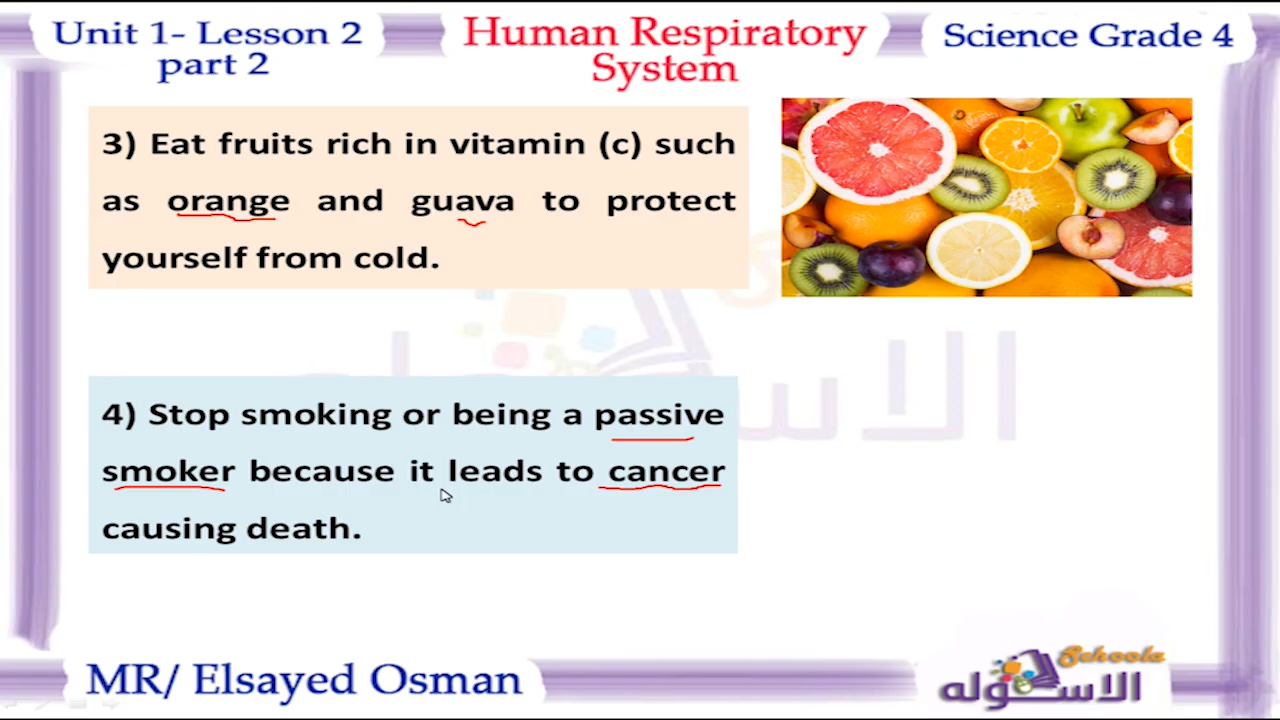 Unit 1- Lesson 2
part 2
Human Respiratory
System
Science Grade 4
3) Eat fruits rich in vitamin (c) such
as orange and guava to protect
yourself from cold.
4) Stop smoking or being a passive
smoker because it leads to cancer
causing death.
MR/ Elsayed Osman
Schoola
الاسكوله